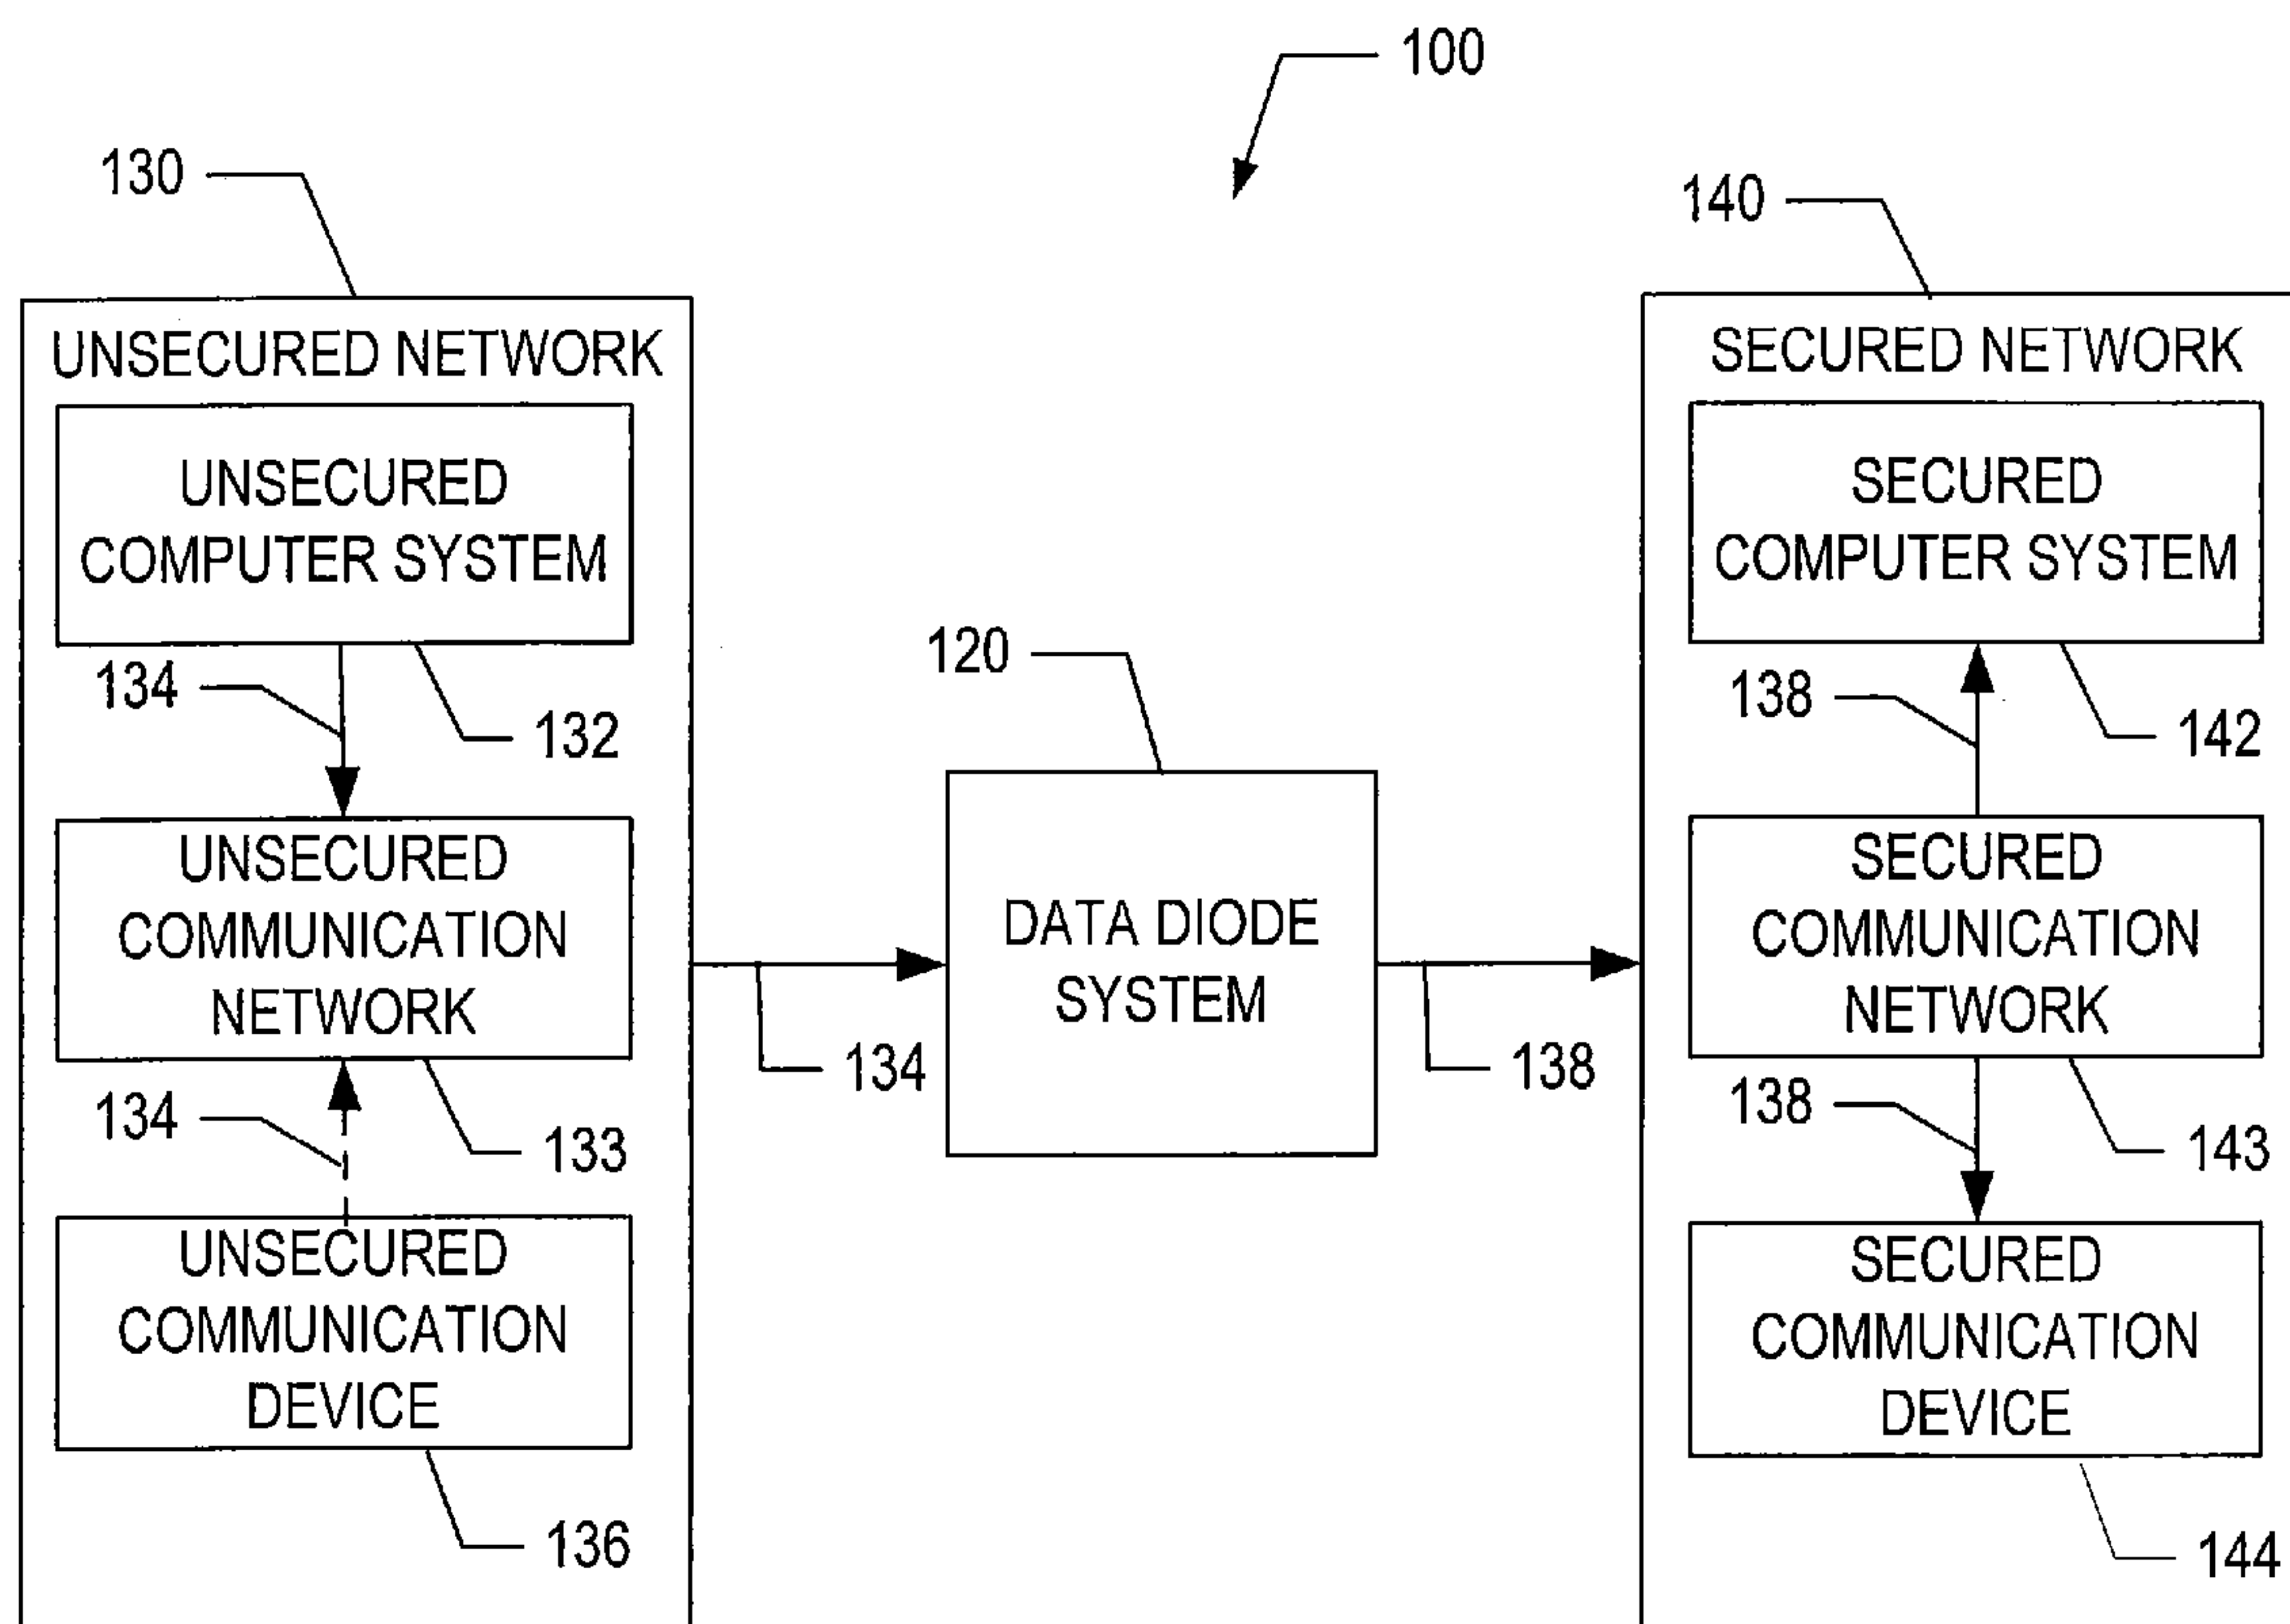 100
130
140
UNSECURED NETWORK
UNSECURED
COMPUTER SYSTEM
134
132
UNSECURED
COMMUNICATION
NETWORK
134
133
UNSECURED
COMMUNICATION
DEVICE
136
120
DATA DIODE
SYSTEM
134
138
SECURED NETWORK
SECURED
COMPUTER SYSTEM
138
142
SECURED
COMMUNICATION
NETWORK
138
143
SECURED
COMMUNICATION
DEVICE
144